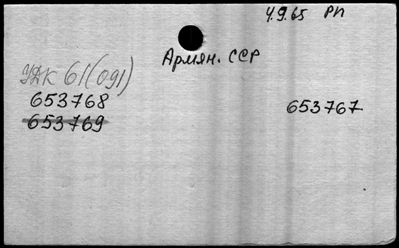 4.9.65 РП
Армян. ССР
УДК 61(091)
653768
653767
653769